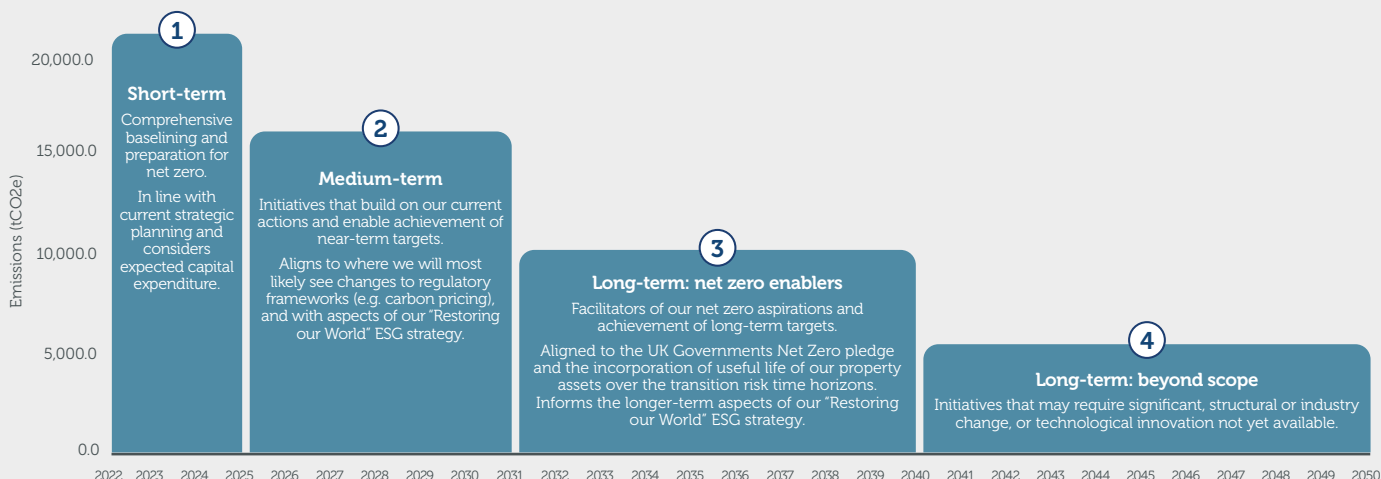 1
20,000.0
Short-term
Comprehensive
baselining and
preparation for
net zero.
In line with
current strategic
planning and
considers
expected capital
expenditure.
2
15,000.0
Medium-term
Initiatives that build on our current
actions and enable achievement of
near-term targets.
Aligns to where we will most
likely see changes to regulatory
frameworks (e.g. carbon pricing),
and with aspects of our "Restoring
our World" ESG strategy.
Emissions (tCO2e)
3
10,000.0
Long-term: net zero enablers
Facilitators of our net zero aspirations and
achievement of long-term targets.
Aligned to the UK Governments Net Zero pledge
and the incorporation of useful life of our property
assets over the transition risk time horizons.
Informs the longer-term aspects of our "Restoring
our World" ESG strategy.
4
5,000.0
Long-term: beyond scope
Initiatives that may require significant, structural or industry
change, or technological innovation not yet available.
0.0
2022 2023 2024 2025 2026 2027 2028 2029 2030 2031 2032 2033 2034 2035 2036 2037 2038 2039 2040 2041 2042 2043 2044 2045 2046 2047 2048 2049 2050